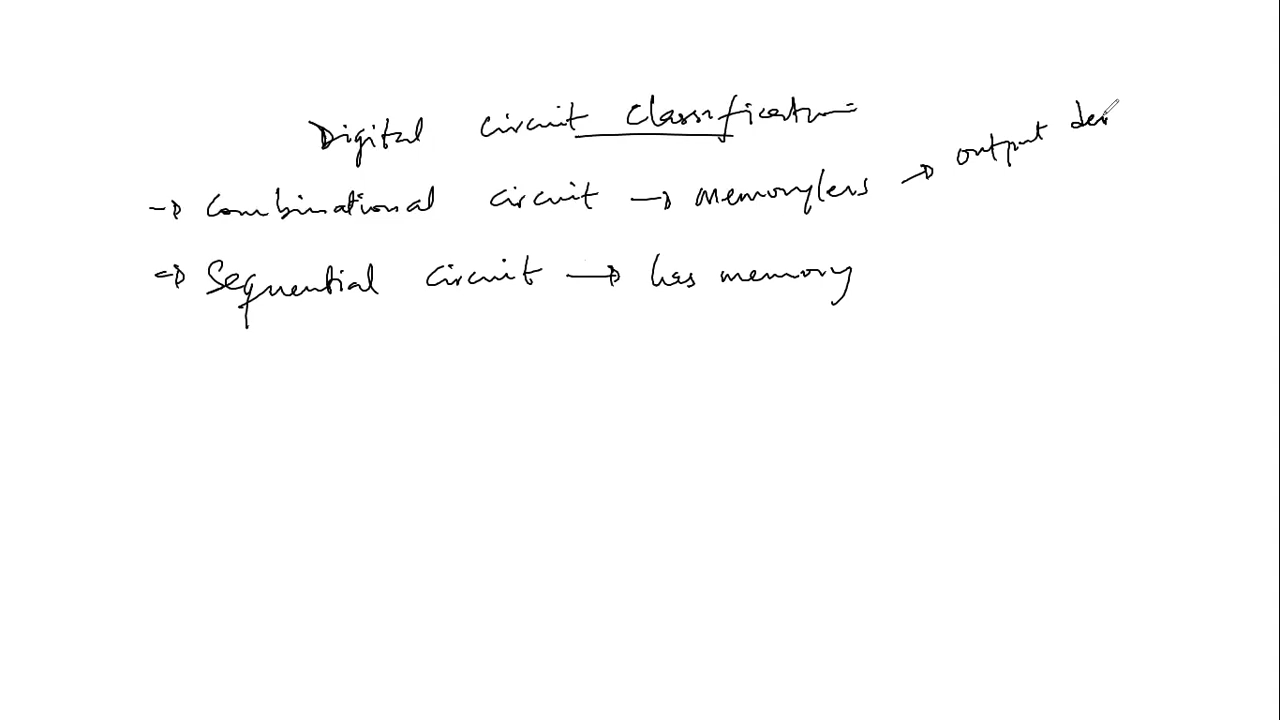 Digital circuit Classification
→ Combinational circuit → memoryless → output
⇒ Sequential circuit → has memory